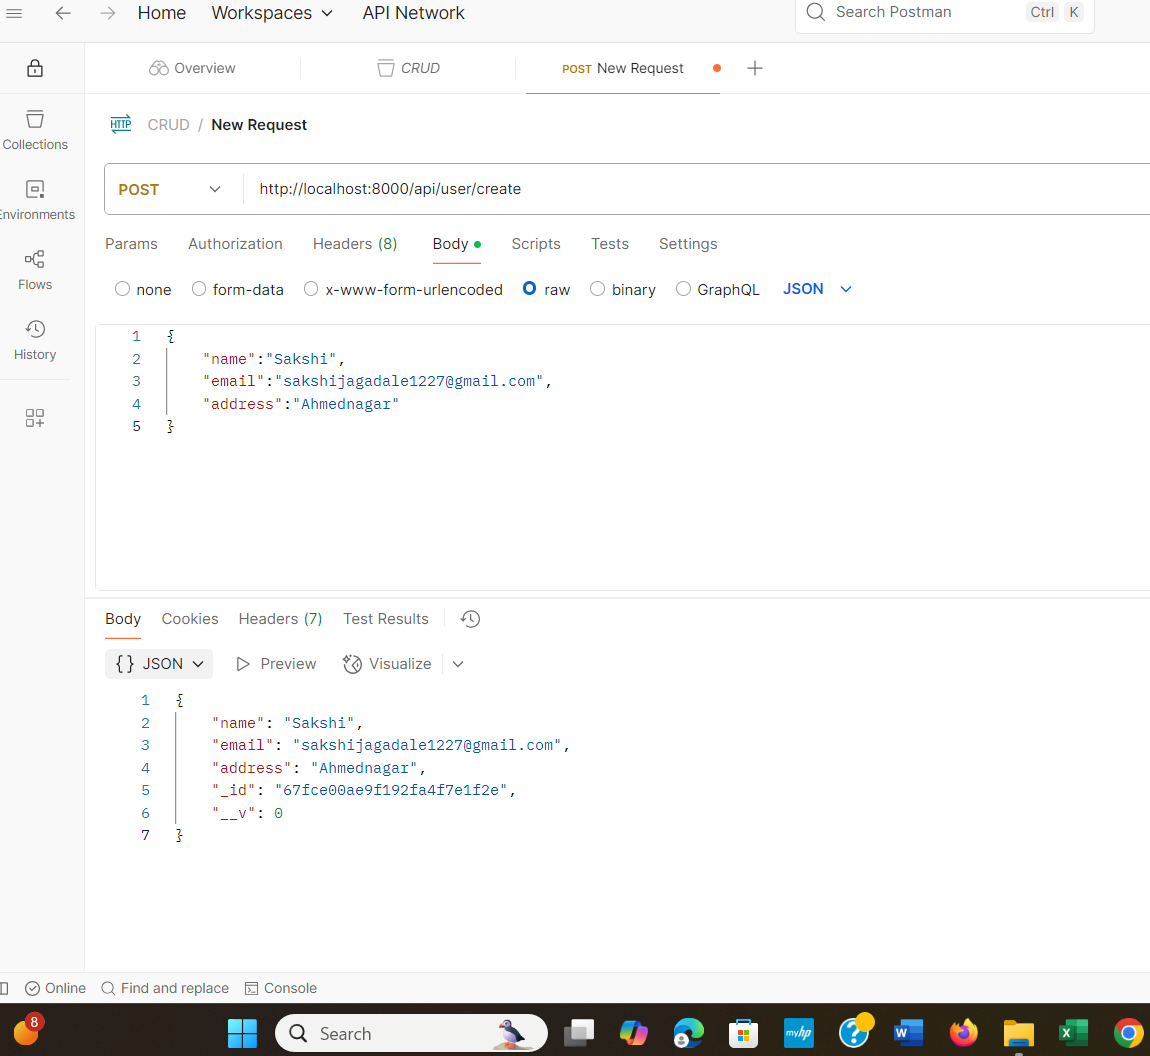 Home Workspaces API Network Search Postman Ctrl K
Overview CRUD POST New Request
HTTP CRUD / New Request
Collections
POST http://localhost:8000/api/user/create
Environments
Params Authorization Headers (8) Body Scripts Tests Settings
Flows
none form-data x-www-form-urlencoded raw binary GraphQL JSON
History
1 {
2 "name":"Sakshi",
3 "email":"sakshijagadale1227@gmail.com",
4 "address":"Ahmednagar"
5 }
Body Cookies Headers (7) Test Results
{} JSON Preview Visualize
1 {
2 "name": "Sakshi",
3 "email": "sakshijagadale1227@gmail.com",
4 "address": "Ahmednagar",
5 "_id": "67fce00ae9f192fa4f7e1f2e",
6 "__v": 0
7 }
Online Find and replace Console
8 Search myhp ? W X